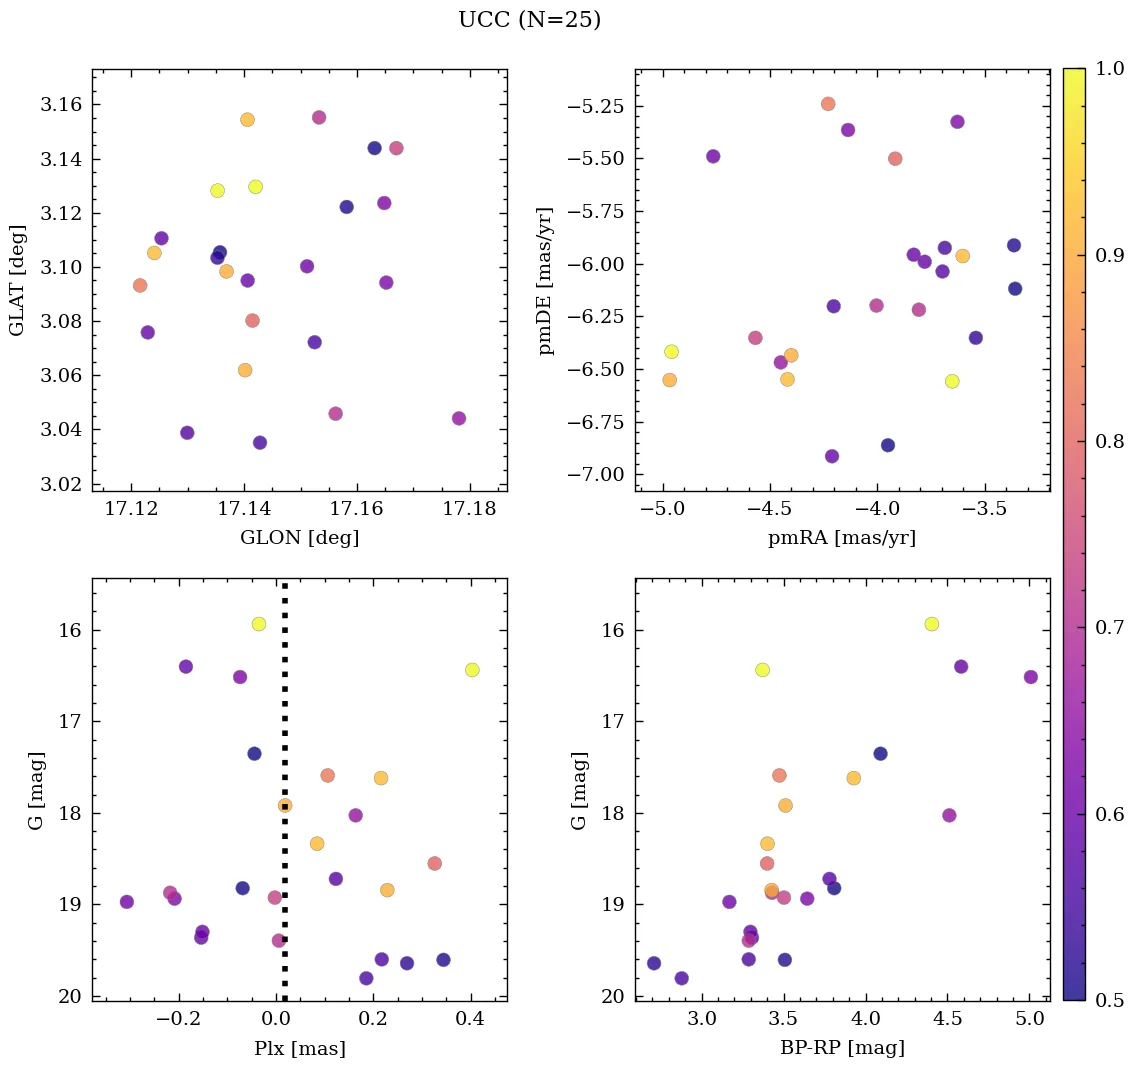 UCC (N=25)
3.16
3.14
3.12
3.10
3.08
3.06
3.04
3.02
GLAT [deg]
17.12 17.14 17.16 17.18
GLON [deg]
−5.25
−5.50
−5.75
−6.00
−6.25
−6.50
−6.75
−7.00
pmDE [mas/yr]
−5.0 −4.5 −4.0 −3.5
pmRA [mas/yr]
16
17
18
19
20
G [mag]
−0.2 0.0 0.2 0.4
Plx [mas]
16
17
18
19
20
G [mag]
3.0 3.5 4.0 4.5 5.0
BP-RP [mag]
1.0
0.9
0.8
0.7
0.6
0.5